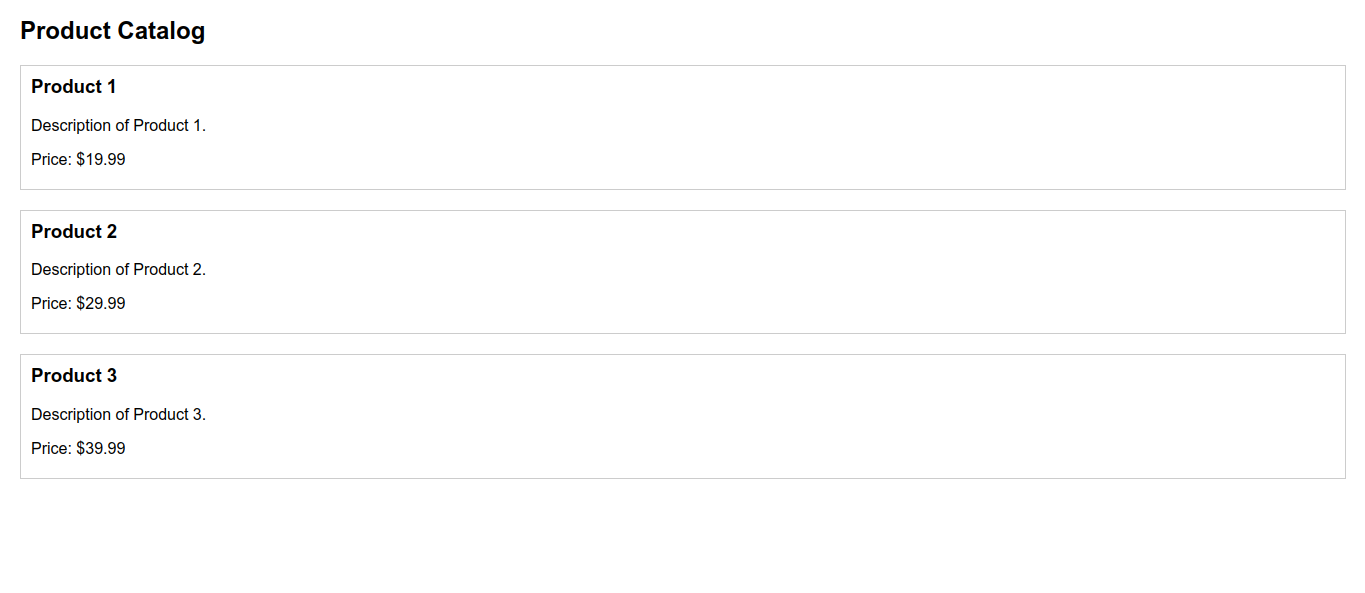 Product Catalog
Product 1
Description of Product 1.
Price: $19.99
Product 2
Description of Product 2.
Price: $29.99
Product 3
Description of Product 3.
Price: $39.99